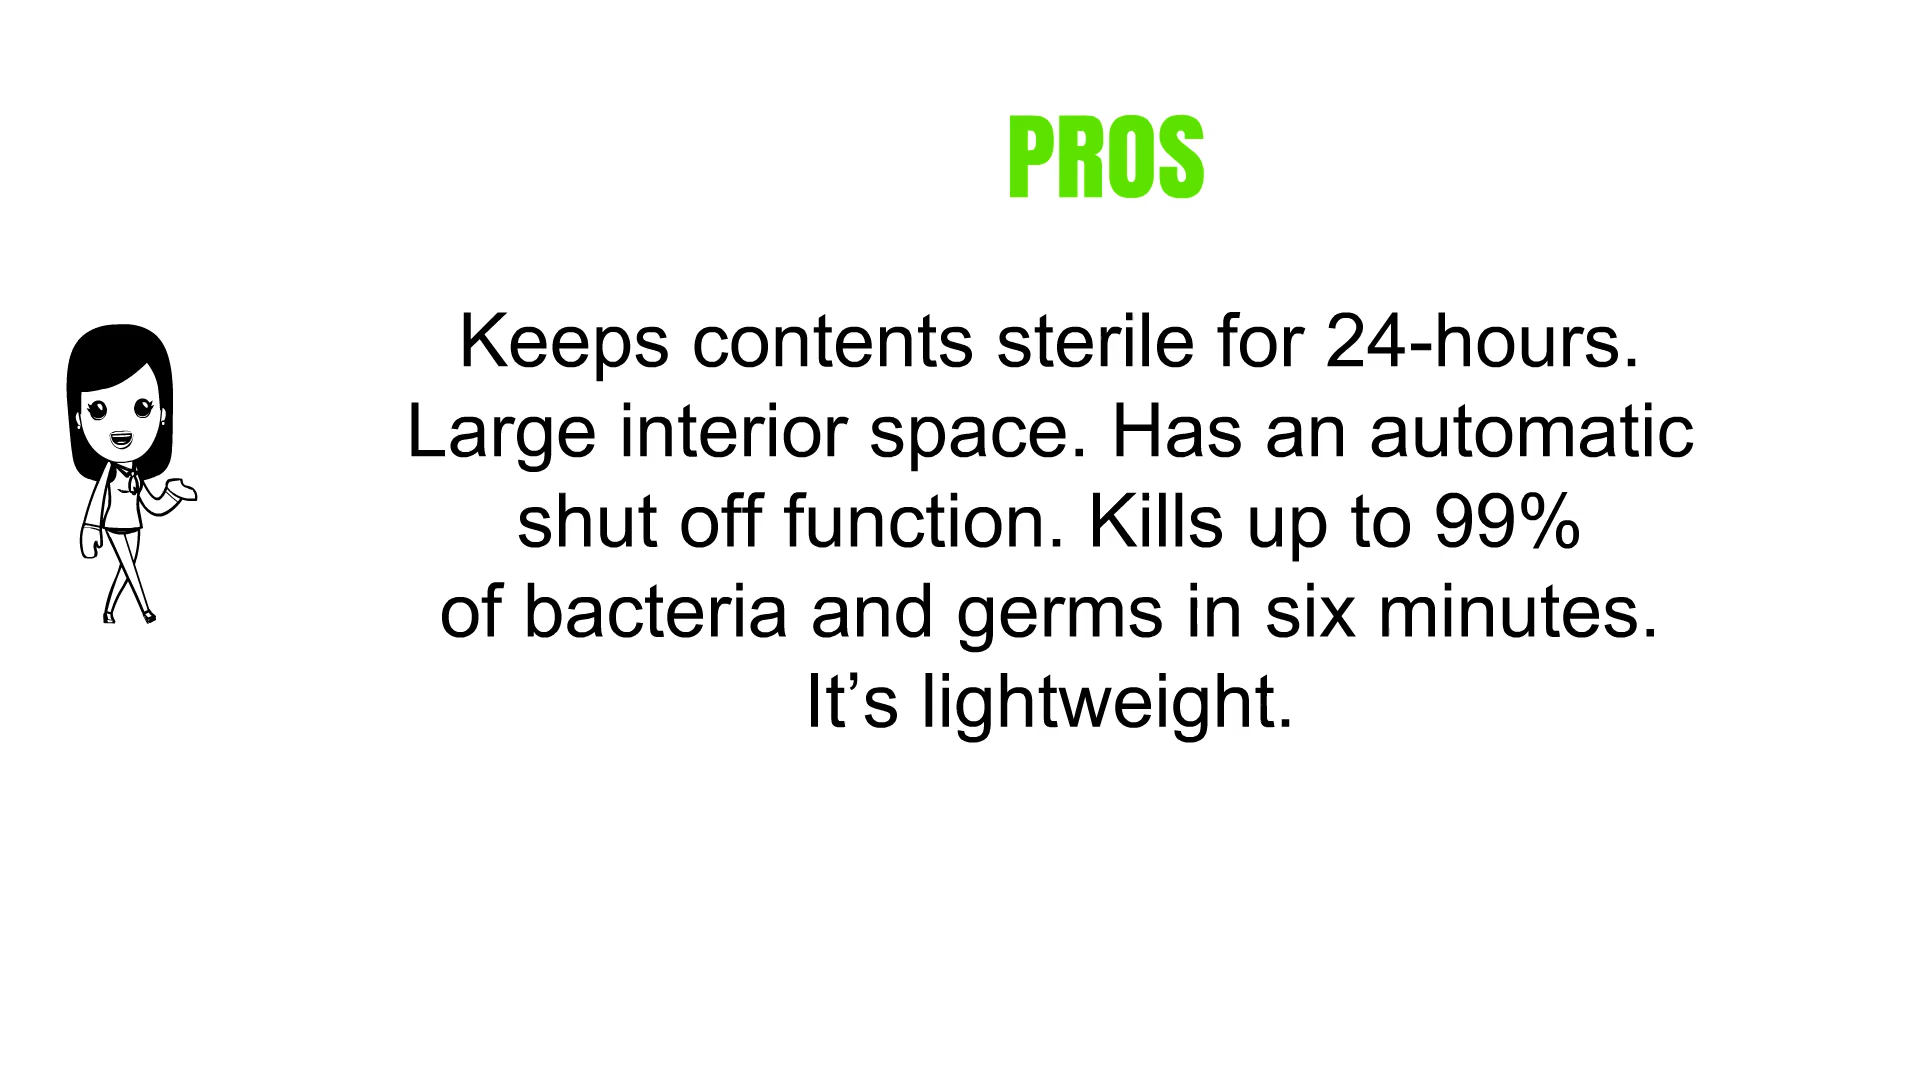 PROS
Keeps contents sterile for 24-hours.
Large interior space. Has an automatic
shut off function. Kills up to 99%
of bacteria and germs in six minutes.
It’s lightweight.